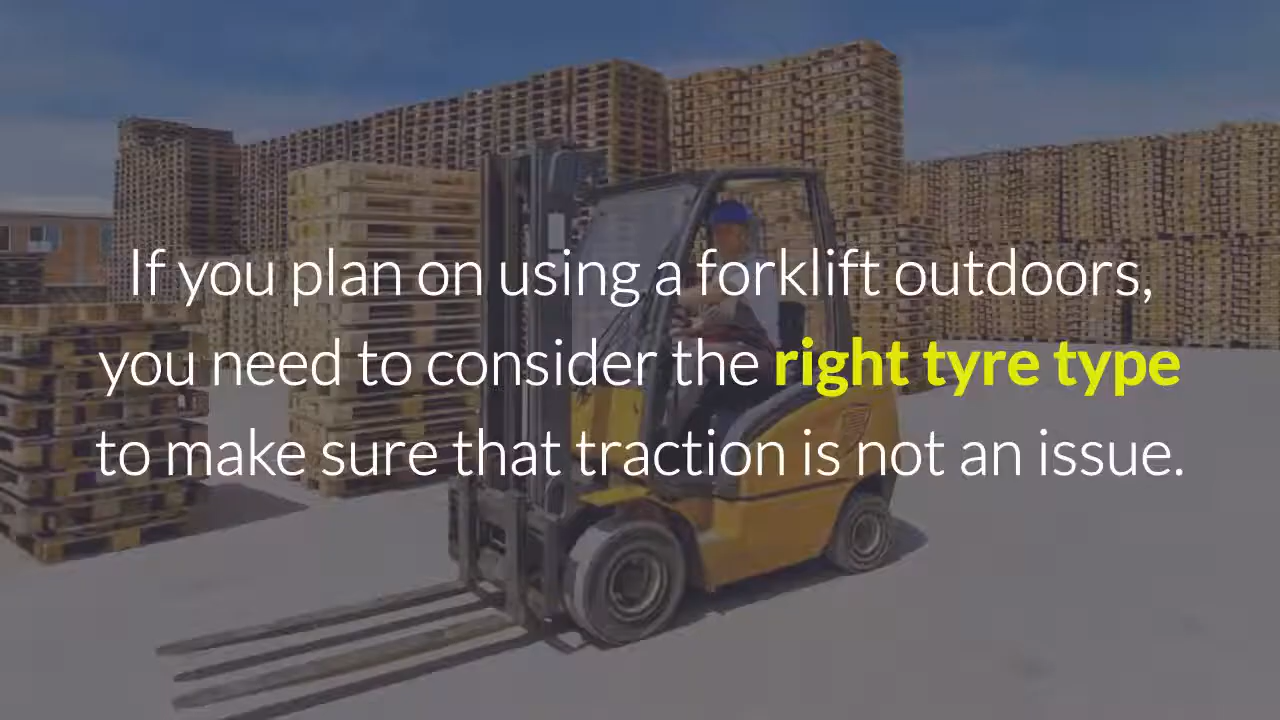 If you plan on using a forklift outdoors,
you need to consider the right tyre type
to make sure that traction is not an issue.